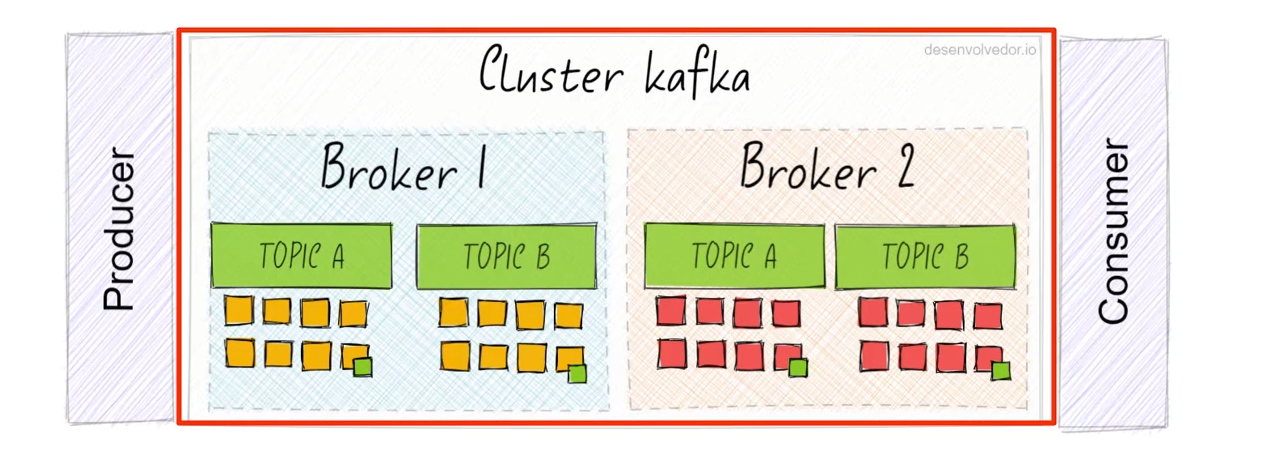 desenvolvedor.io
Cluster kafka
Producer
Broker 1
Broker 2
Consumer
TOPIC A
TOPIC B
TOPIC A
TOPIC B